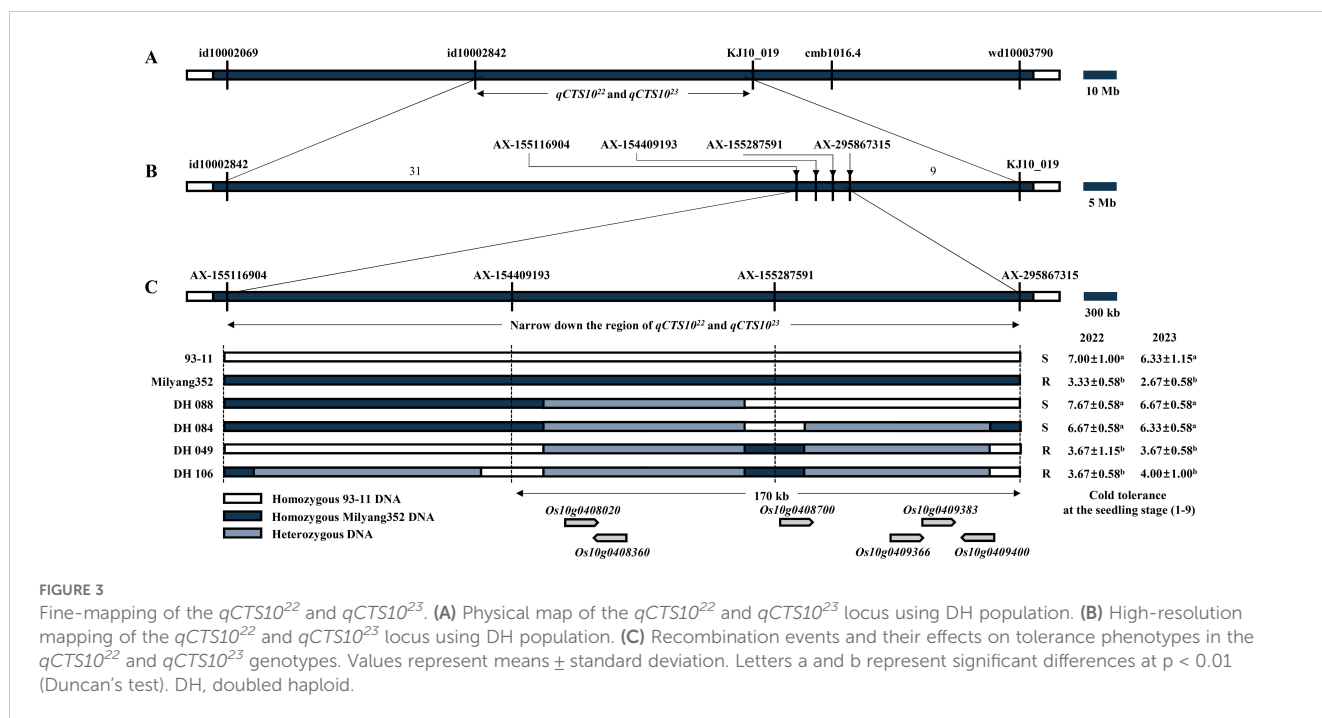 A
id10002069 id10002842 KJ10_019 cmb1016.4 wd10003790
qCTS10²² and qCTS10²³
10 Mb
B
AX-155116904 AX-154409193 AX-155287591 AX-295867315
id10002842 31 9 KJ10_019
5 Mb
C
AX-155116904 AX-154409193 AX-155287591 AX-295867315
300 kb
Narrow down the region of qCTS10²² and qCTS10²³
2022 2023
93-11 S 7.00±1.00ᵃ 6.33±1.15ᵃ
Milyang352 R 3.33±0.58ᵇ 2.67±0.58ᵇ
DH 088 S 7.67±0.58ᵃ 6.67±0.58ᵃ
DH 084 S 6.67±0.58ᵃ 6.33±0.58ᵃ
DH 049 R 3.67±1.15ᵇ 3.67±0.58ᵇ
DH 106 R 3.67±0.58ᵇ 4.00±1.00ᵇ
Homozygous 93-11 DNA
Homozygous Milyang352 DNA
Heterozygous DNA
170 kb
Cold tolerance
at the seedling stage (1-9)
Os10g0408020 Os10g0408700 Os10g0409383
Os10g0408360 Os10g0409366 Os10g0409400
FIGURE 3
Fine-mapping of the qCTS10²² and qCTS10²³. (A) Physical map of the qCTS10²² and qCTS10²³ locus using DH population. (B) High-resolution
mapping of the qCTS10²² and qCTS10²³ locus using DH population. (C) Recombination events and their effects on tolerance phenotypes in the
qCTS10²² and qCTS10²³ genotypes. Values represent means ± standard deviation. Letters a and b represent significant differences at p < 0.01
(Duncan's test). DH, doubled haploid.